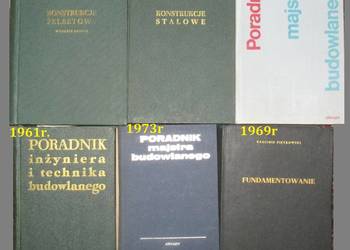 KONSTRUKCJE
ŻELBETOWE
KONSTRUKCJE
STALOWE
Poradnik
majstra
budowlanego
1961r.
PORADNIK
inżyniera
i technika
budowlanego
1973r
PORADNIK
majstra
budowlanego
1969r
FUNDAMENTOWANIE